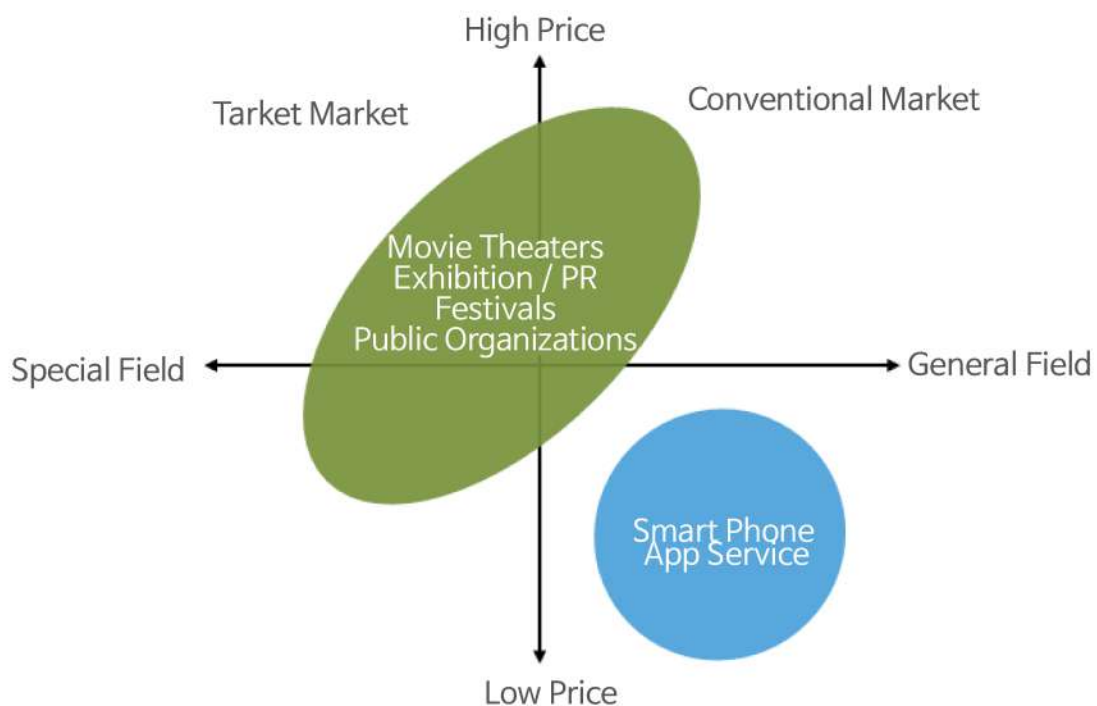 High Price
Tarket Market
Conventional Market
Movie Theaters
Exhibition / PR
Festivals
Public Organizations
Special Field
General Field
Smart Phone
App Service
Low Price